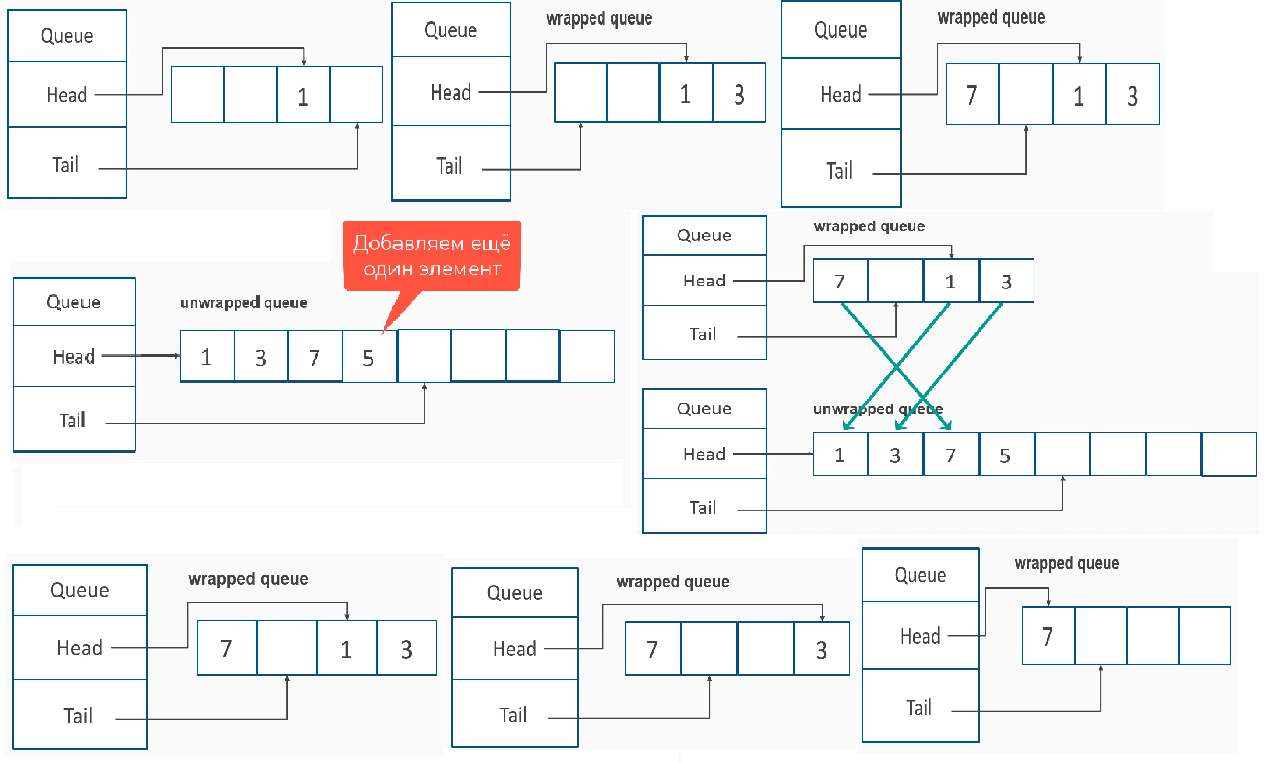 Queue
Head
Tail
1
wrapped queue
Queue
Head
Tail
1 3
wrapped queue
Queue
Head
Tail
7 1 3
Добавляем ещё
один элемент
Queue
Head
Tail
unwrapped queue
1 3 7 5
wrapped queue
Queue
Head
Tail
7 1 3
Queue
Head
Tail
unwrapped queue
1 3 7 5
wrapped queue
Queue
Head
Tail
7 1 3
wrapped queue
Queue
Head
Tail
7 3
wrapped queue
Queue
Head
Tail
7